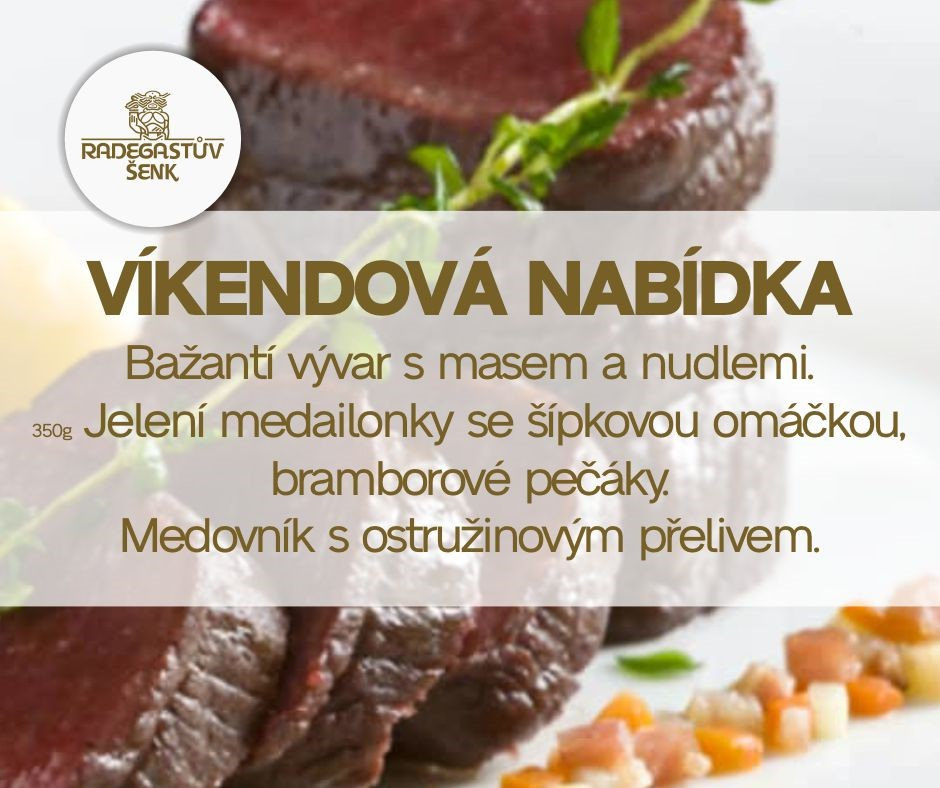 RADEGASTŮV
ŠENK
VÍKENDOVÁ NABÍDKA
Bažantí vývar s masem a nudlemi.
350g Jelení medailonky se šípkovou omáčkou,
bramborové pečáky.
Medovník s ostružinovým přelivem.